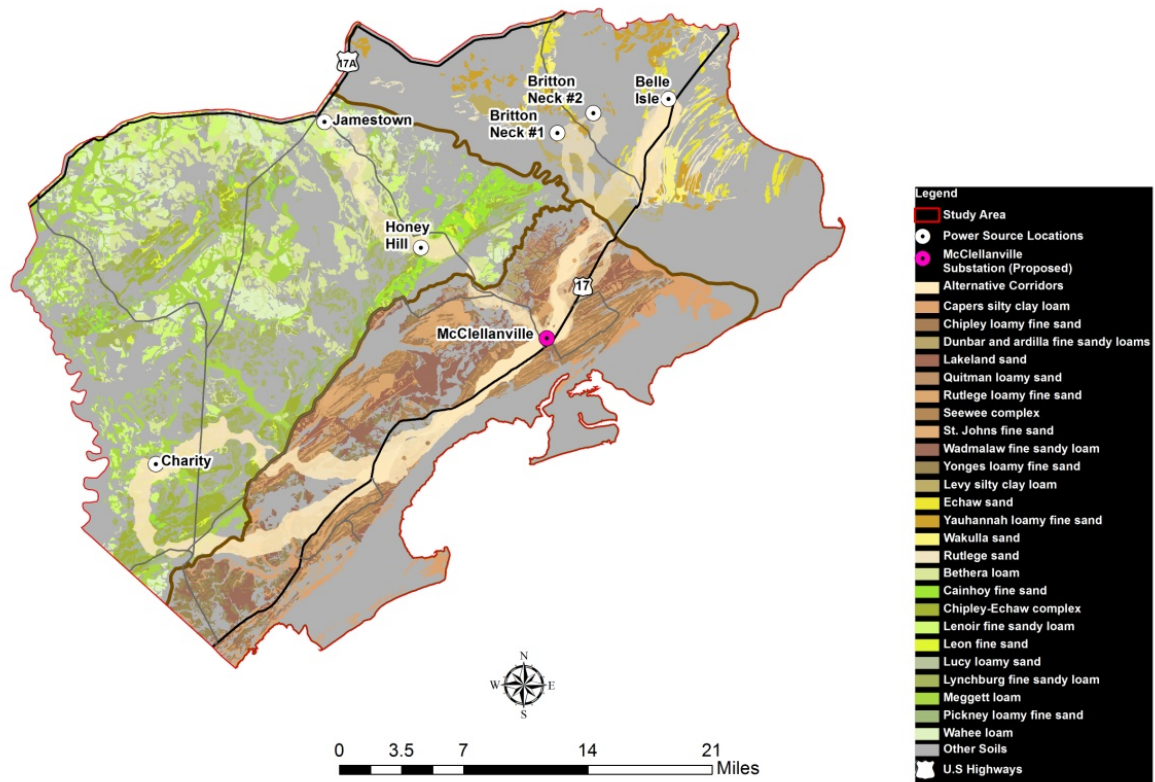 17A
Britton
Neck #2
Belle
Isle
Britton
Neck #1
Jamestown
Honey
Hill
17
McClellanville
Charity
N
W
E
S
0 3.5 7 14 21
Miles
Legend
Study Area
Power Source Locations
McClellanville
Substation (Proposed)
Alternative Corridors
Capers silty clay loam
Chipley loamy fine sand
Dunbar and ardilla fine sandy loams
Lakeland sand
Quitman loamy sand
Rutlege loamy fine sand
Seewee complex
St. Johns fine sand
Wadmalaw fine sandy loam
Yonges loamy fine sand
Levy silty clay loam
Echaw sand
Yauhannah loamy fine sand
Wakulla sand
Rutlege sand
Bethera loam
Cainhoy fine sand
Chipley-Echaw complex
Lenoir fine sandy loam
Leon fine sand
Lucy loamy sand
Lynchburg fine sandy loam
Meggett loam
Pickney loamy fine sand
Wahee loam
Other Soils
U.S Highways